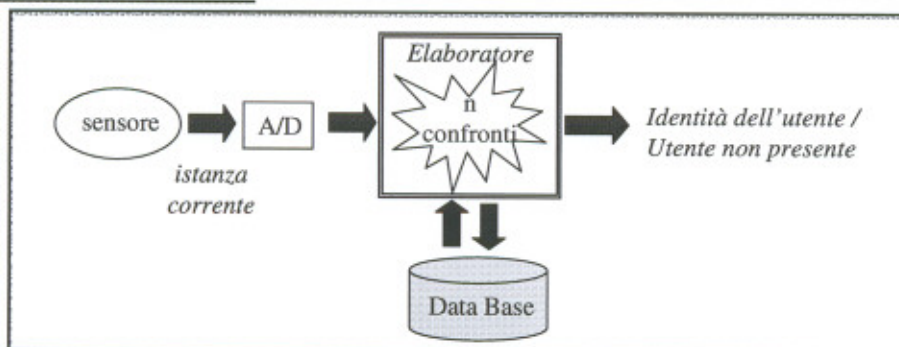 Elaboratore
sensore
A/D
n
confronti
Identità dell'utente /
Utente non presente
istanza
corrente
Data Base